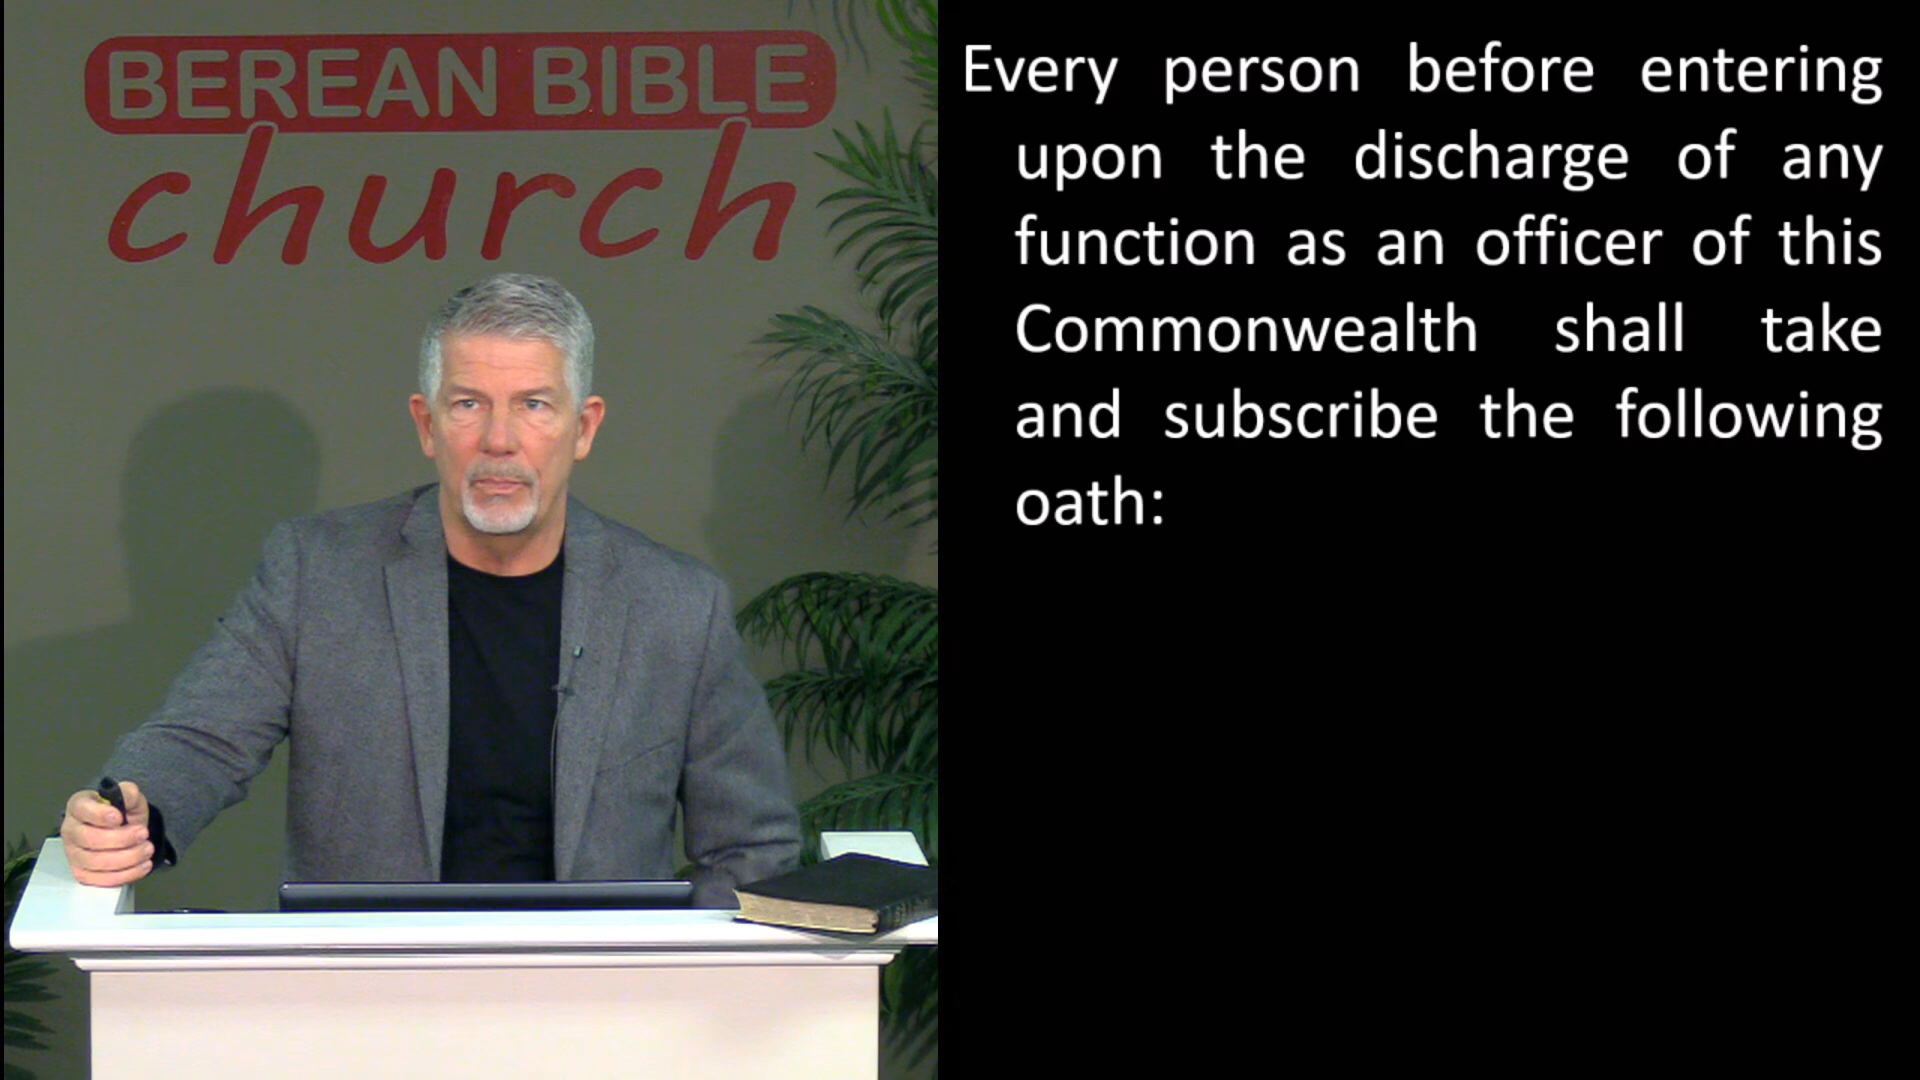 BEREAN BIBLE
church
Every person before entering
upon the discharge of any
function as an officer of this
Commonwealth shall take
and subscribe the following
oath: